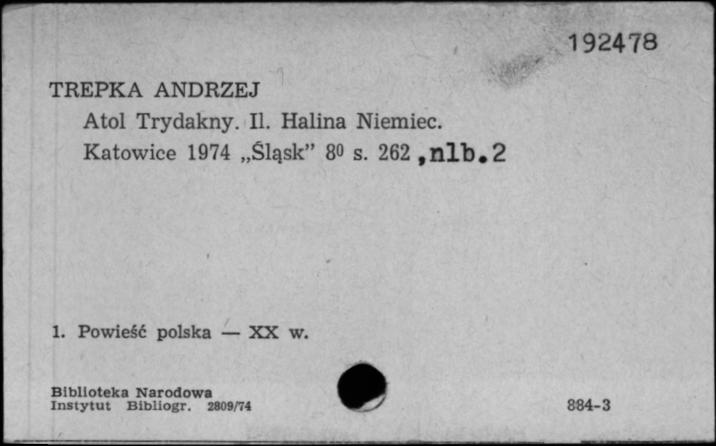 192478
TREPKA ANDRZEJ
Atol Trydakny. Il. Halina Niemiec.
Katowice 1974 „Śląsk” 8⁰ s. 262 ,nlb.2
1. Powieść polska — XX w.
Biblioteka Narodowa
Instytut Bibliogr. 2809/74
884-3